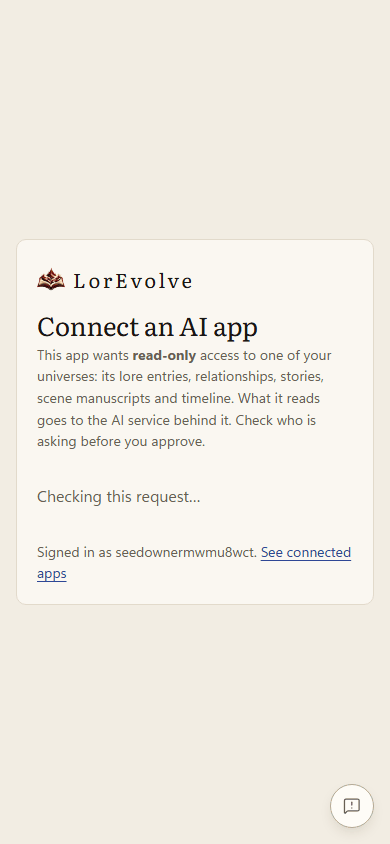 LorEvolve
Connect an AI app
This app wants read-only access to one of your
universes: its lore entries, relationships, stories,
scene manuscripts and timeline. What it reads
goes to the AI service behind it. Check who is
asking before you approve.
Checking this request...
Signed in as seedownermwmu8wct. See connected
apps